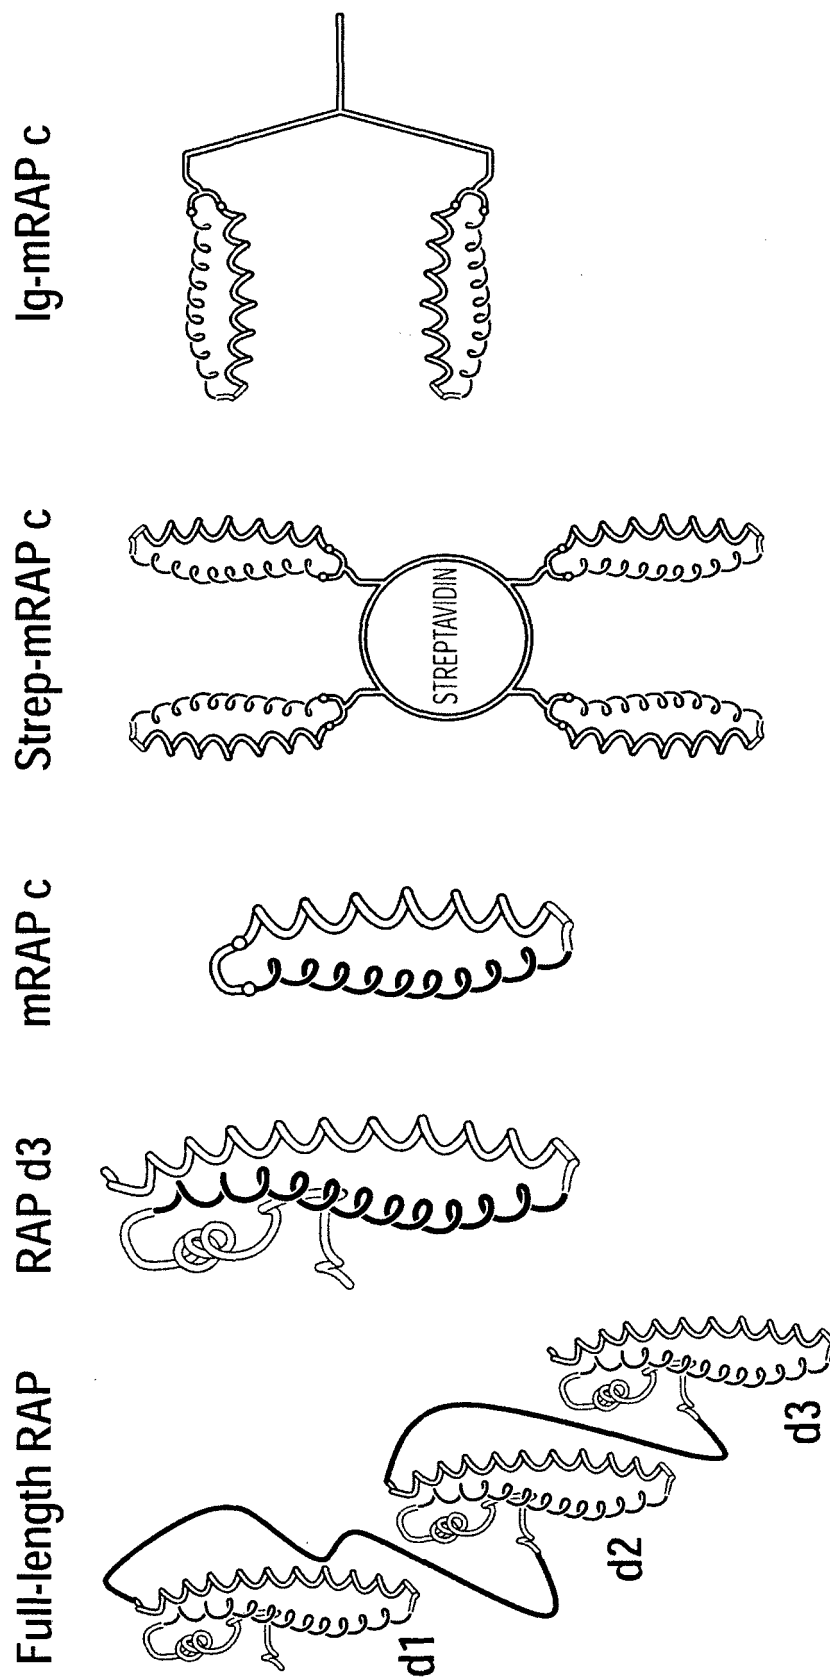 Full-length RAP
RAP d3
mRAP c
Strep-mRAP c
Ig-mRAP c
d1
d2
d3
STREPTAVIDIN